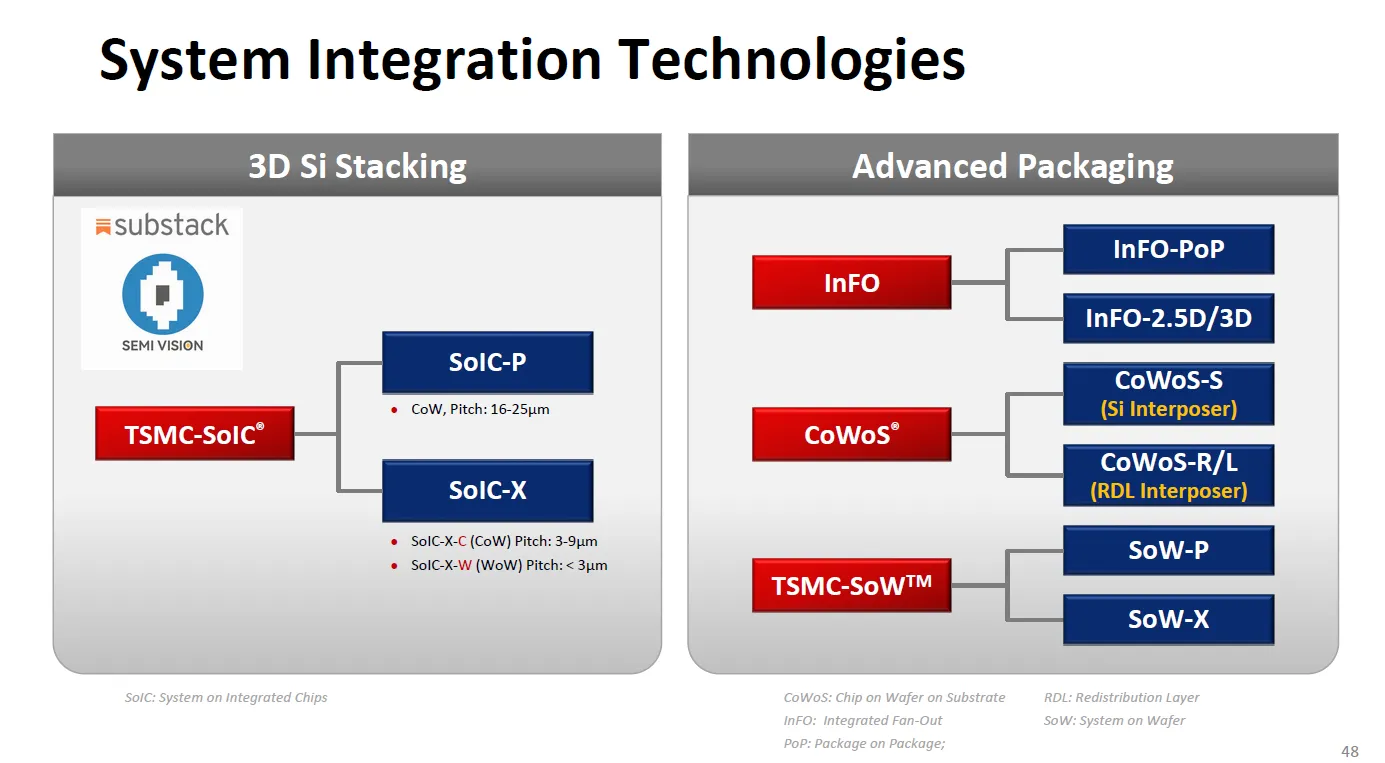 System Integration Technologies
3D Si Stacking
substack
SEMI VISION
TSMC-SoIC®
SoIC-P
• CoW, Pitch: 16-25μm
SoIC-X
• SoIC-X-C (CoW) Pitch: 3-9μm
• SoIC-X-W (WoW) Pitch: < 3μm
SoIC: System on Integrated Chips
Advanced Packaging
InFO
InFO-PoP
InFO-2.5D/3D
CoWoS®
CoWoS-S
(Si Interposer)
CoWoS-R/L
(RDL Interposer)
TSMC-SoW™
SoW-P
SoW-X
CoWoS: Chip on Wafer on Substrate
InFO: Integrated Fan-Out
PoP: Package on Package;
RDL: Redistribution Layer
SoW: System on Wafer
48